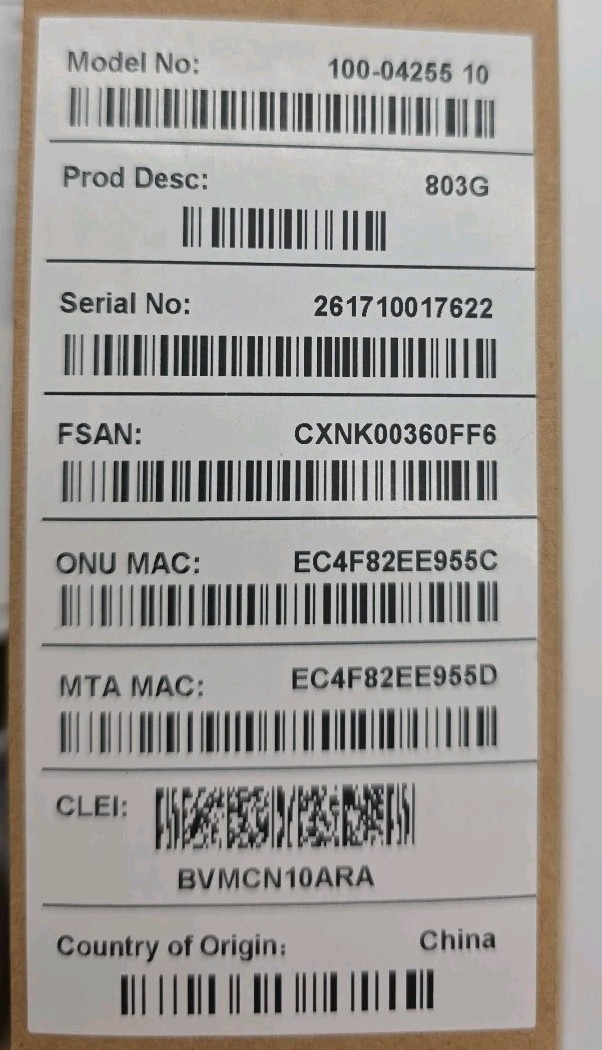 Model No: 100-04255 10
Prod Desc: 803G
Serial No: 261710017622
FSAN: CXNK00360FF6
ONU MAC: EC4F82EE955C
MTA MAC: EC4F82EE955D
CLEI:
BVMCN10ARA
Country of Origin: China